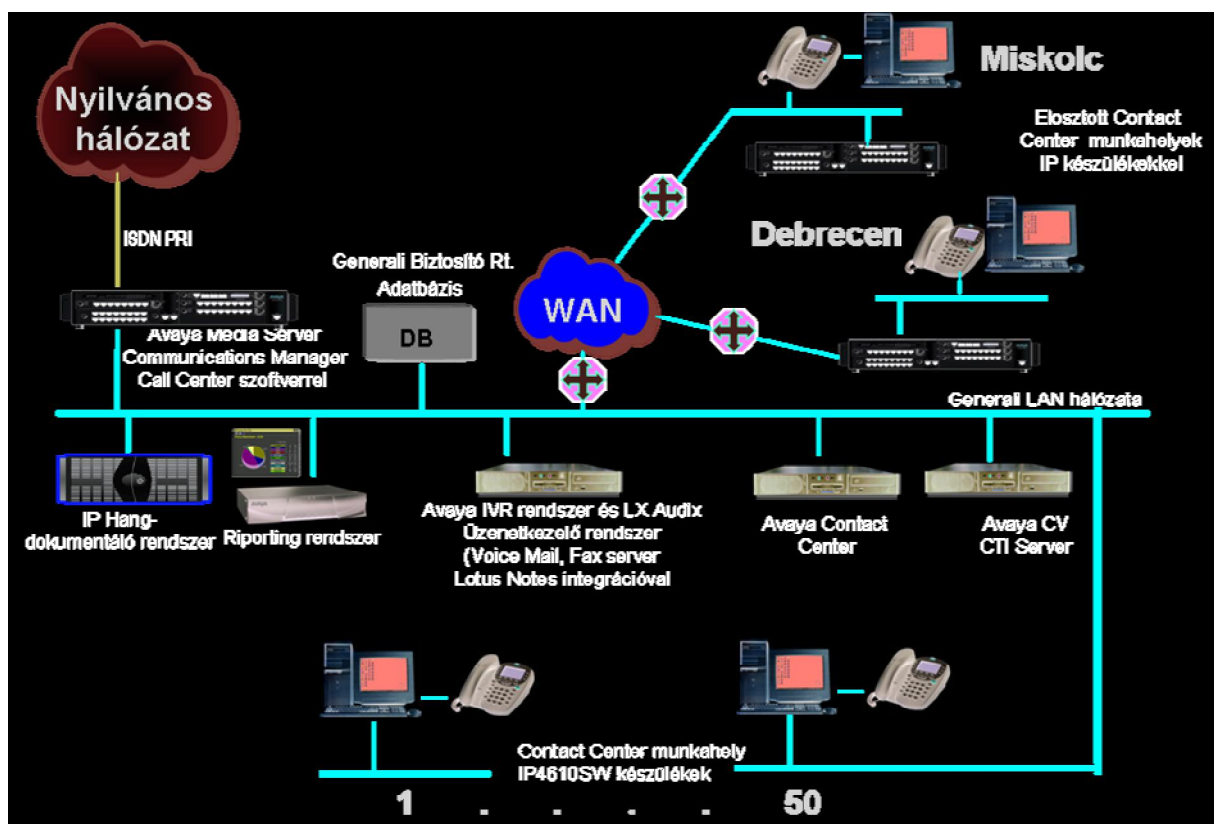 Miskolc
Nyilvános
hálózat
Elosztott Contact
Center munkahelyek
IP készülékekkel
ISDN PRI
Debrecen
Generali Biztosító Rt.
Adatbázis
WAN
DB
Avaya Media Server
Communications Manager
Call Center szoftverrel
Generali LAN hálózata
IP Hang-
dokumentáló rendszer
Riporting rendszer
Avaya IVR rendszer és LX Audix
Üzenetkezelő rendszer
(Voice Mail, Fax server
Lotus Notes integrációval
Avaya Contact
Center
Avaya CV
CTI Server
Contact Center munkahely
IP4610SW készülékek
1 . . . . 50